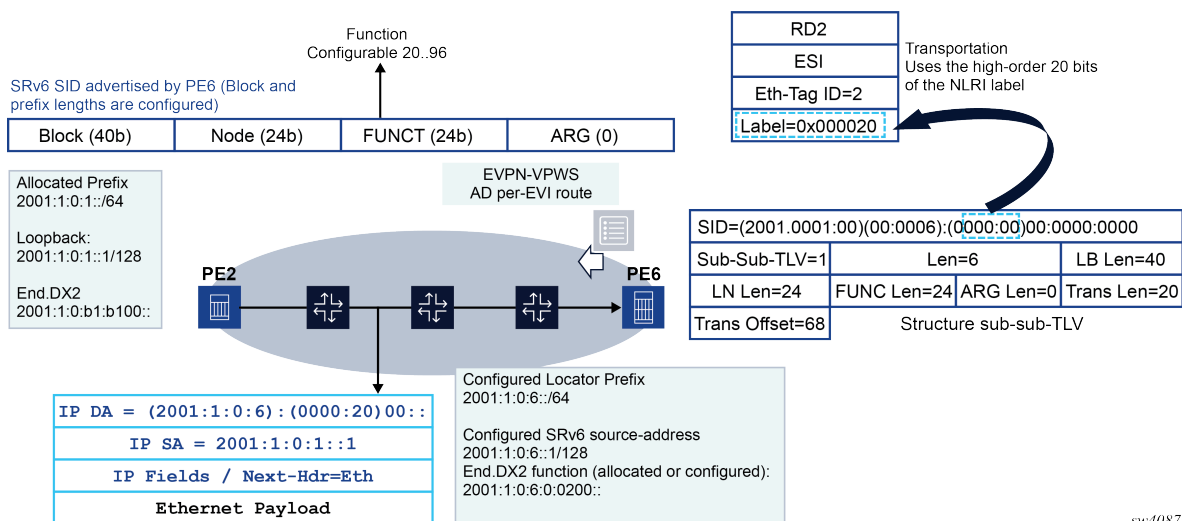 Function
Configurable 20..96
SRv6 SID advertised by PE6 (Block and
prefix lengths are configured)
Block (40b) Node (24b) FUNCT (24b) ARG (0)
RD2
ESI
Eth-Tag ID=2
Label=0x000020
Transportation
Uses the high-order 20 bits
of the NLRI label
Allocated Prefix
2001:1:0:1::/64
Loopback:
2001:1:0:1::1/128
End.DX2
2001:1:0:b1:b100::
EVPN-VPWS
AD per-EVI route
PE2
PE6
SID=(2001.0001:00)(00:0006):(0000:00)00:0000:0000
Sub-Sub-TLV=1 Len=6 LB Len=40
LN Len=24 FUNC Len=24 ARG Len=0 Trans Len=20
Trans Offset=68
Structure sub-sub-TLV
IP DA = (2001:1:0:6):(0000:20)00::
IP SA = 2001:1:0:1::1
IP Fields / Next-Hdr=Eth
Ethernet Payload
Configured Locator Prefix
2001:1:0:6::/64
Configured SRv6 source-address
2001:1:0:6::1/128
End.DX2 function (allocated or configured):
2001:1:0:6:0:0200::
sw4087